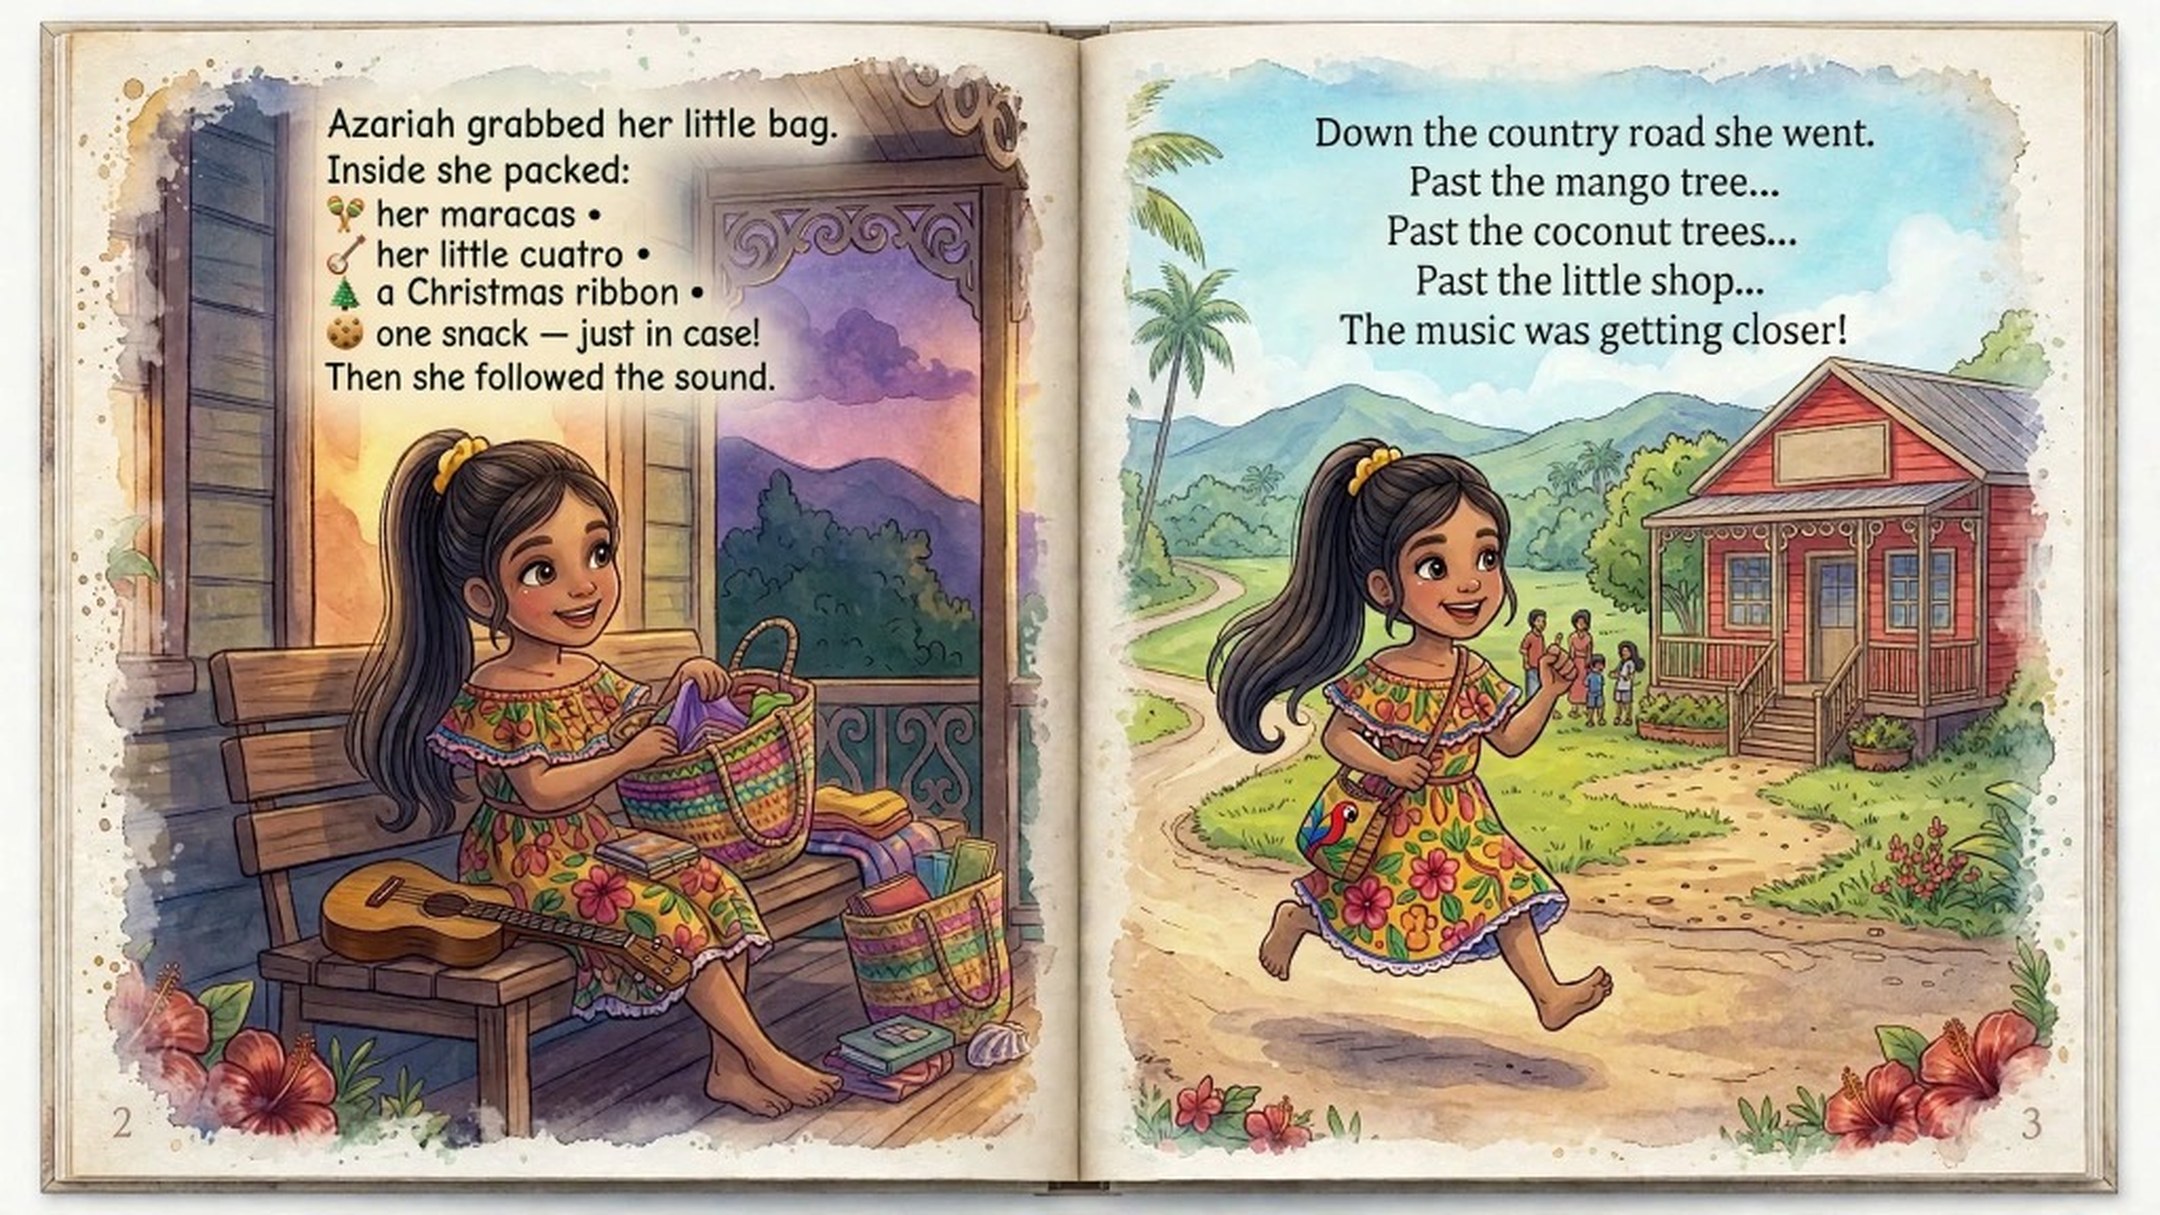 Azariah grabbed her little bag.
Inside she packed:
🪇 her maracas •
🪕 her little cuatro •
🎄 a Christmas ribbon •
🍪 one snack — just in case!
Then she followed the sound.
2
Down the country road she went.
Past the mango tree...
Past the coconut trees...
Past the little shop...
The music was getting closer!
3